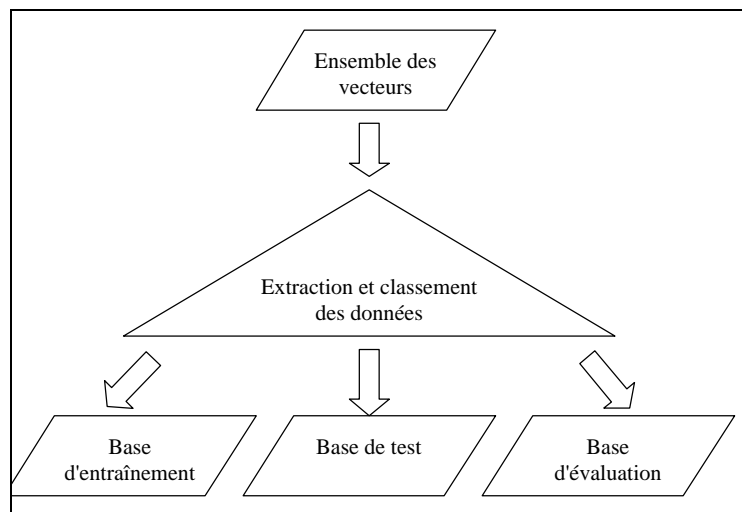 Ensemble des
vecteurs
Extraction et classement
des données
Base
d'entraînement
Base de test
Base
d'évaluation